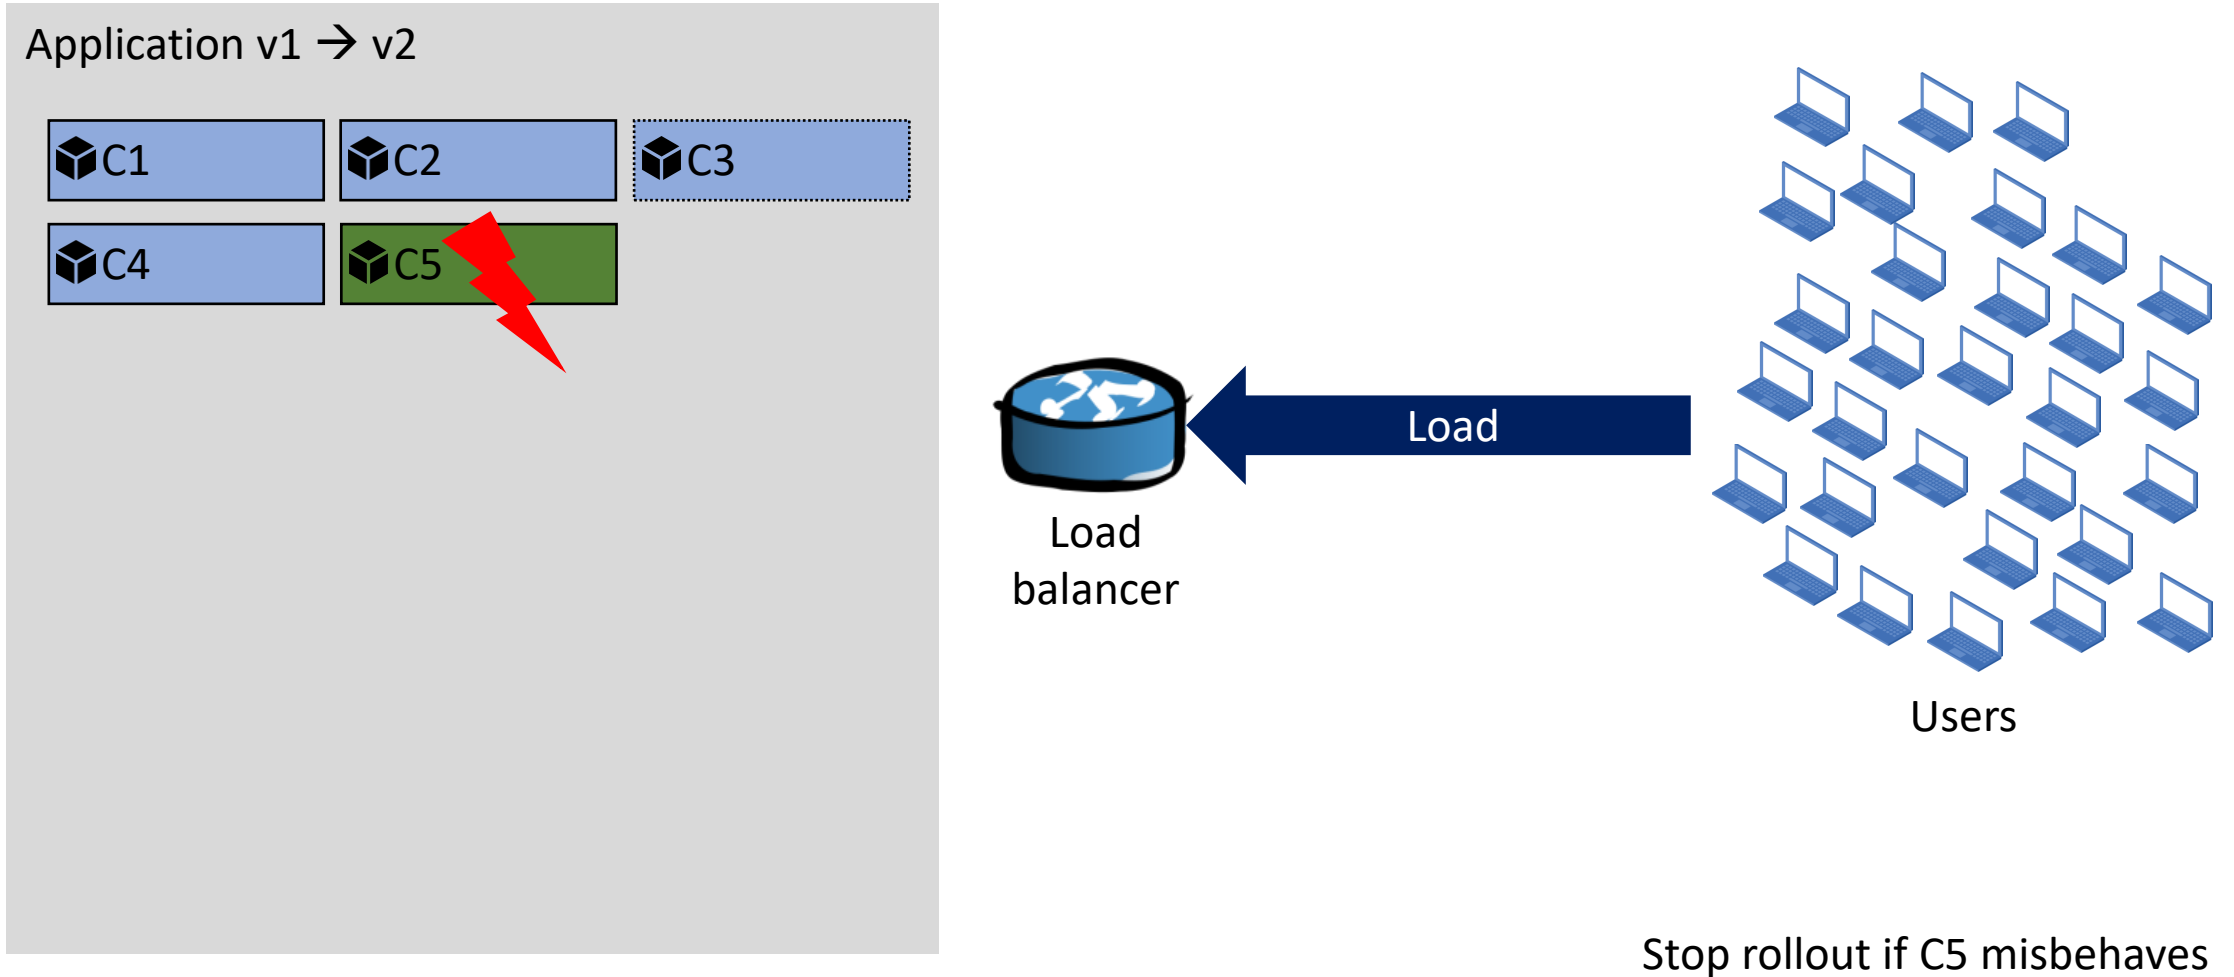 Application v1 → v2
C1
C2
C3
C4
C5
Load
Load
balancer
Users
Stop rollout if C5 misbehaves